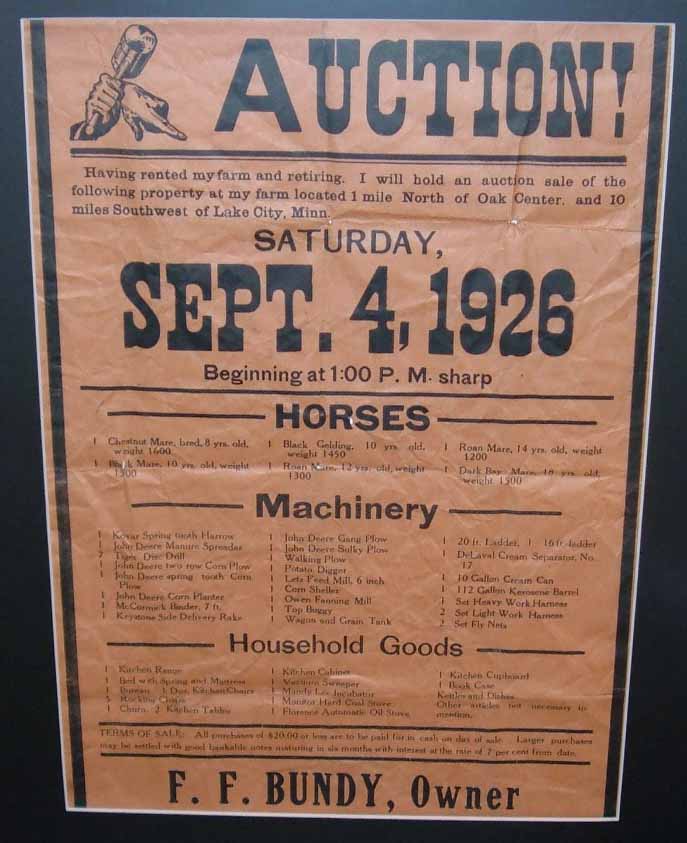 AUCTION!
Having rented my farm and retiring. I will hold an auction sale of the
following property at my farm located 1 mile North of Oak Center, and 10
miles Southwest of Lake City, Minn.
SATURDAY,
SEPT. 4, 1926
Beginning at 1:00 P. M. sharp
HORSES
1 Chestnut Mare, bred, 8 yrs. old,
weight 1600
1 Black Mare, 10 yrs. old, weight
1500
1 Black Gelding, 10 yrs. old,
weight 1450
1 Roan Mare, 12 yrs. old, weight
1300
1 Roan Mare, 14 yrs. old, weight
1200
1 Dark Bay Mare, 18 yrs. old,
weight 1500
Machinery
1 Kovar Spring tooth Harrow
1 John Deere Manure Spreader
Tiger Disc Drill
1 John Deere two row Corn Plow
1 John Deere spring tooth Corn
Plow
1 John Deere Corn Planter
1 McCormick Binder, 7 ft.
1 Keystone Side Delivery Rake
1 John Deere Gang Plow
1 John Deere Sulky Plow
1 Walking Plow
1 Potato Digger
1 Letz Feed Mill, 6 inch
1 Corn Sheller
1 Owen Fanning Mill
1 Top Buggy
1 Wagon and Grain Tank
1 20 ft. Ladder, 1 16 ft ladder
1 DeLaval Cream Separator, No.
17
1 10 Gallon Cream Can
1 112 Gallon Kerosene Barrel
1 Set Heavy Work Harness
2 Set Light Work Harness
2 Set Fly Nets
Household Goods
1 Kitchen Range
1 Bed with Spring and Mattress
1 Bureau 1 Doz. Kitchen Chairs
3 Rocking Chairs
1 Churn, 2 Kitchen Tables
1 Kitchen Cabinet
1 Vacuum Sweeper
1 Mandy Lee Incubator
1 Monitor Hard Coal Stove
1 Florence Automatic Oil Stove
1 Kitchen Cupboard
1 Book Case
Kettles and Dishes
Other articles not necessary to
mention.
TERMS OF SALE: All purchases of $20.00 or less are to be paid for in cash on day of sale. Larger purchases
may be settled with good bankable notes maturing in six months with interest at the rate of 7 per cent from date.
F. F. BUNDY, Owner